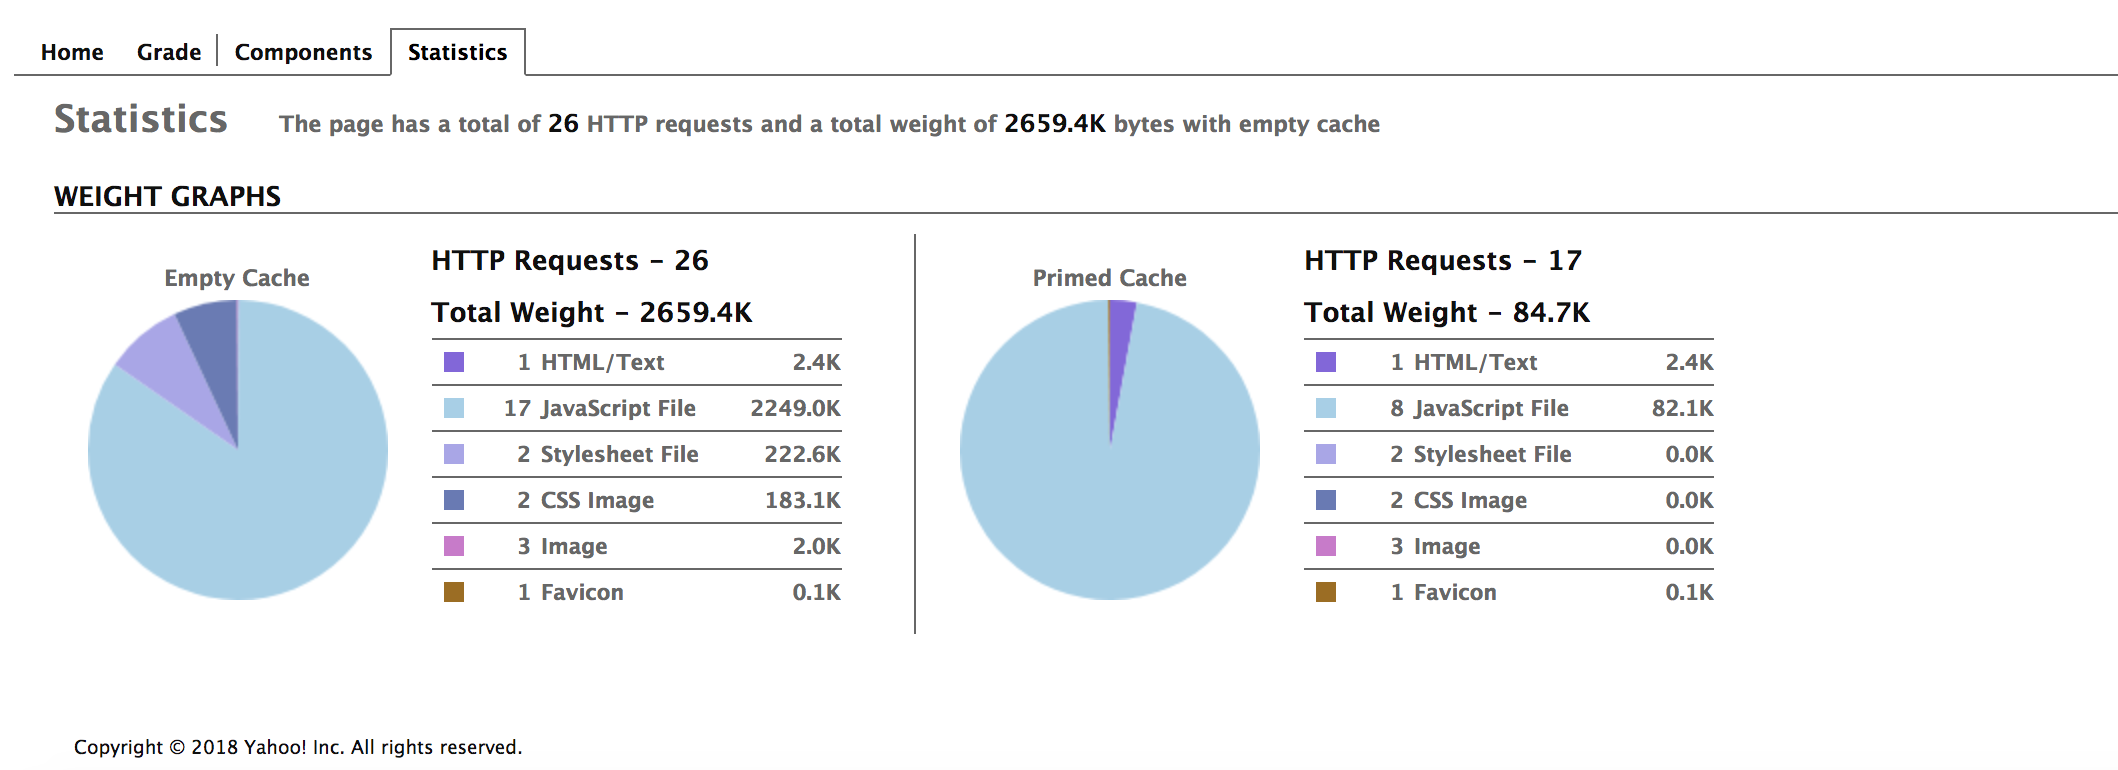 Home Grade Components Statistics
Statistics The page has a total of 26 HTTP requests and a total weight of 2659.4K bytes with empty cache
WEIGHT GRAPHS
Empty Cache
HTTP Requests - 26
Total Weight - 2659.4K
1 HTML/Text 2.4K
17 JavaScript File 2249.0K
2 Stylesheet File 222.6K
2 CSS Image 183.1K
3 Image 2.0K
1 Favicon 0.1K
Primed Cache
HTTP Requests - 17
Total Weight - 84.7K
1 HTML/Text 2.4K
8 JavaScript File 82.1K
2 Stylesheet File 0.0K
2 CSS Image 0.0K
3 Image 0.0K
1 Favicon 0.1K
Copyright © 2018 Yahoo! Inc. All rights reserved.